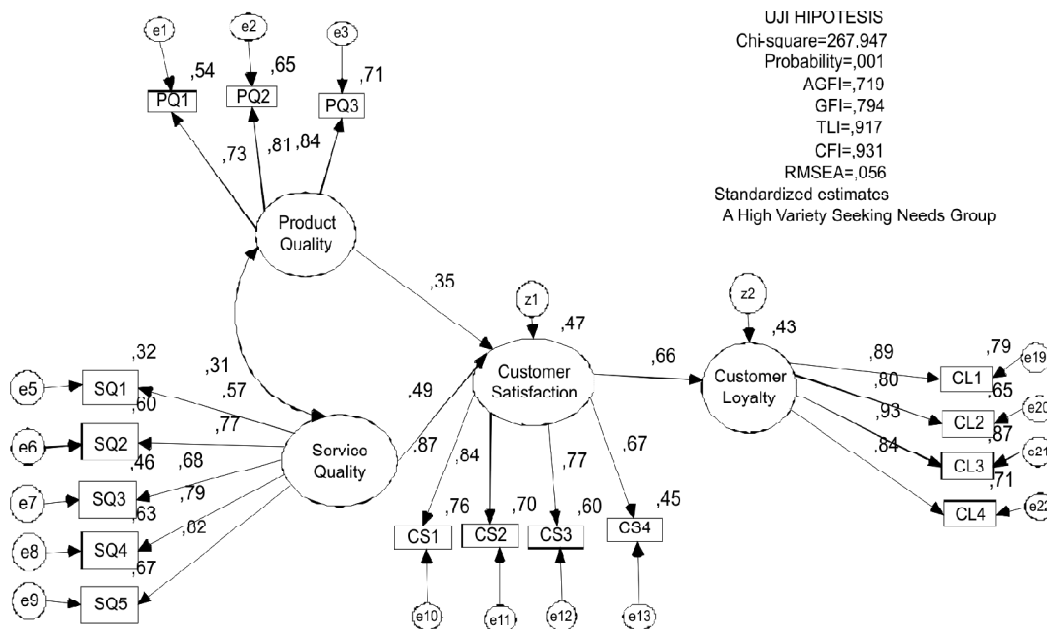 UJI HIPOTESIS
Chi-square=267,947
Probability=,001
AGFI=,719
GFI=,794
TLI=,917
CFI=,931
RMSEA=,056
Standardized estimates
A High Variety Seeking Needs Group
e1
e2
e3
,54
,65
,71
PQ1
PQ2
PQ3
,73
,81
,84
Product
Quality
,35
,31
z1
,47
z2
,43
Customer
Satisfaction
,66
Customer
Loyalty
,49
,32
e5
SQ1
,57
,60
e6
SQ2
,77
,46
e7
SQ3
,68
,63
e8
SQ4
,79
,67
e9
SQ5
Quality
,87
,84
,77
,67
,76
,70
,60
,45
CS1
CS2
CS3
CS4
e10
e11
e12
e13
,89
,79
CL1
e19
,80
,65
CL2
e20
,93
,87
CL3
e21
,84
,71
CL4
e22